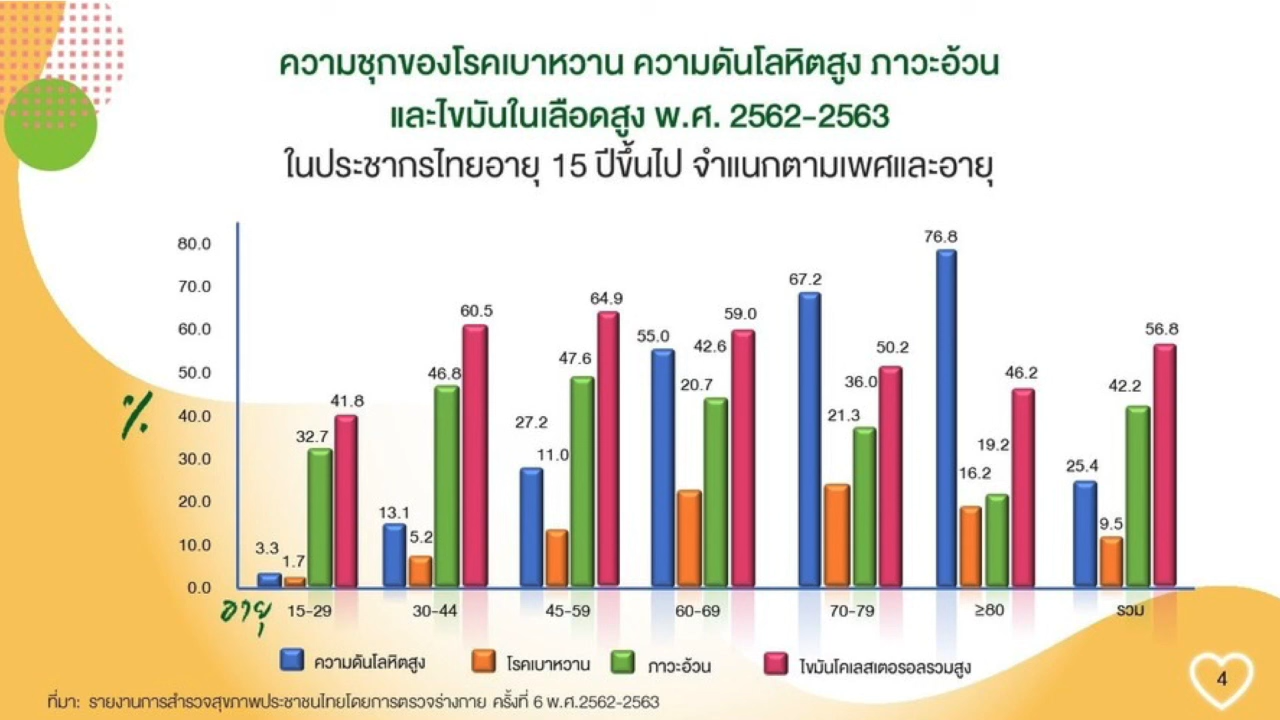 ความชุกของโรคเบาหวาน ความดันโลหิตสูง ภาวะอ้วน
และไขมันในเลือดสูง พ.ศ. 2562-2563
ในประชากรไทยอายุ 15 ปีขึ้นไป จำแนกตามเพศและอายุ
%
80.0
70.0
60.0
50.0
40.0
30.0
20.0
10.0
0.0
3.3 1.7 32.7 41.8
13.1 5.2 46.8 60.5
27.2 11.0 47.6 64.9
55.0 20.7 42.6 59.0
67.2 21.3 36.0 50.2
76.8 16.2 19.2 46.2
25.4 9.5 42.2 56.8
อายุ 15-29 30-44 45-59 60-69 70-79 ≥80 รวม
ความดันโลหิตสูง โรคเบาหวาน ภาวะอ้วน ไขมันโคเลสเตอรอลรวมสูง
ที่มา: รายงานการสำรวจสุขภาพประชาชนไทยโดยการตรวจร่างกาย ครั้งที่ 6 พ.ศ.2562-2563
4